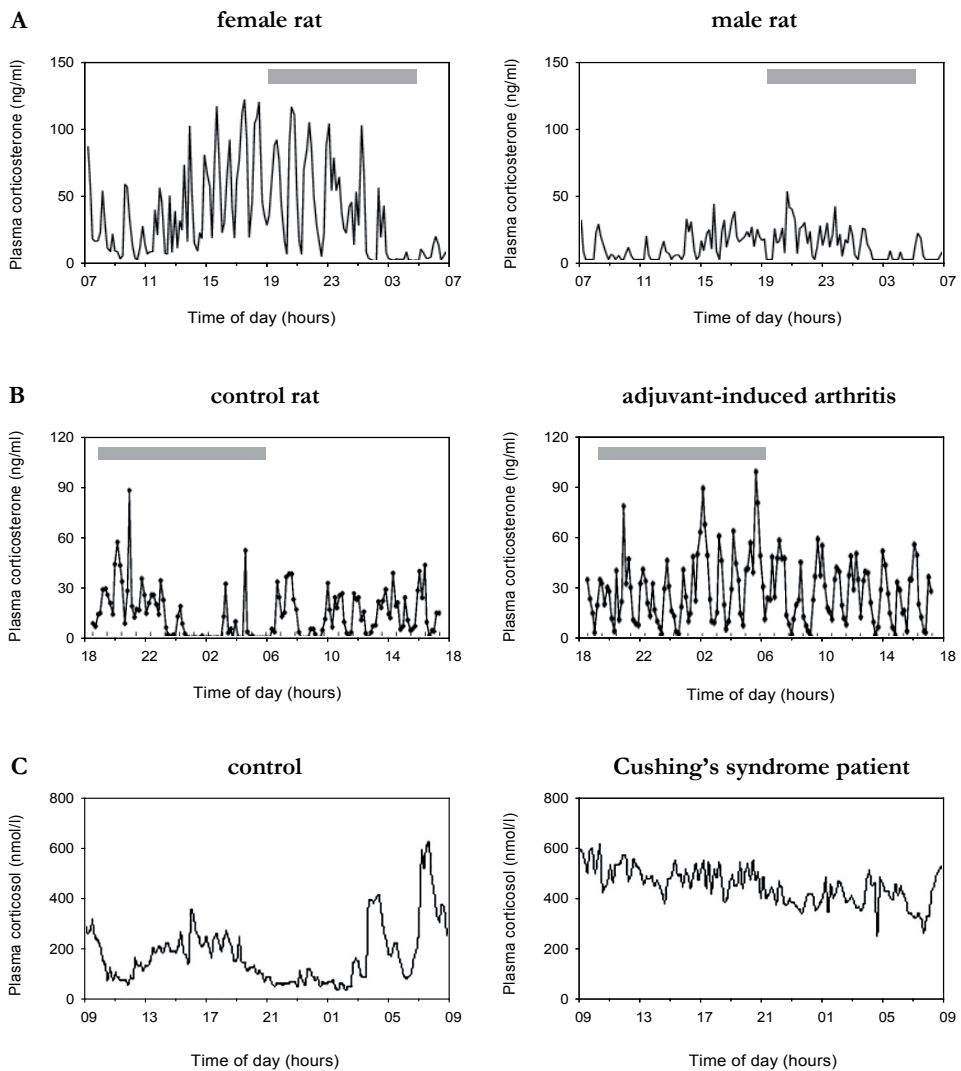 A
female rat
male rat
Plasma corticosterone (ng/ml)
150
100
50
0
07 11 15 19 23 03 07
Time of day (hours)
Plasma corticosterone (ng/ml)
150
100
50
0
07 11 15 19 23 03 07
Time of day (hours)
B
control rat
adjuvant-induced arthritis
Plasma corticosterone (ng/ml)
120
90
60
30
0
18 22 02 06 10 14 18
Time of day (hours)
Plasma corticosterone (ng/ml)
120
90
60
30
0
18 22 02 06 10 14 18
Time of day (hours)
C
control
Cushing’s syndrome patient
Plasma corticosol (nmol/l)
800
600
400
200
0
09 13 17 21 01 05 09
Time of day (hours)
Plasma corticosol (nmol/l)
800
600
400
200
0
09 13 17 21 01 05 09
Time of day (hours)